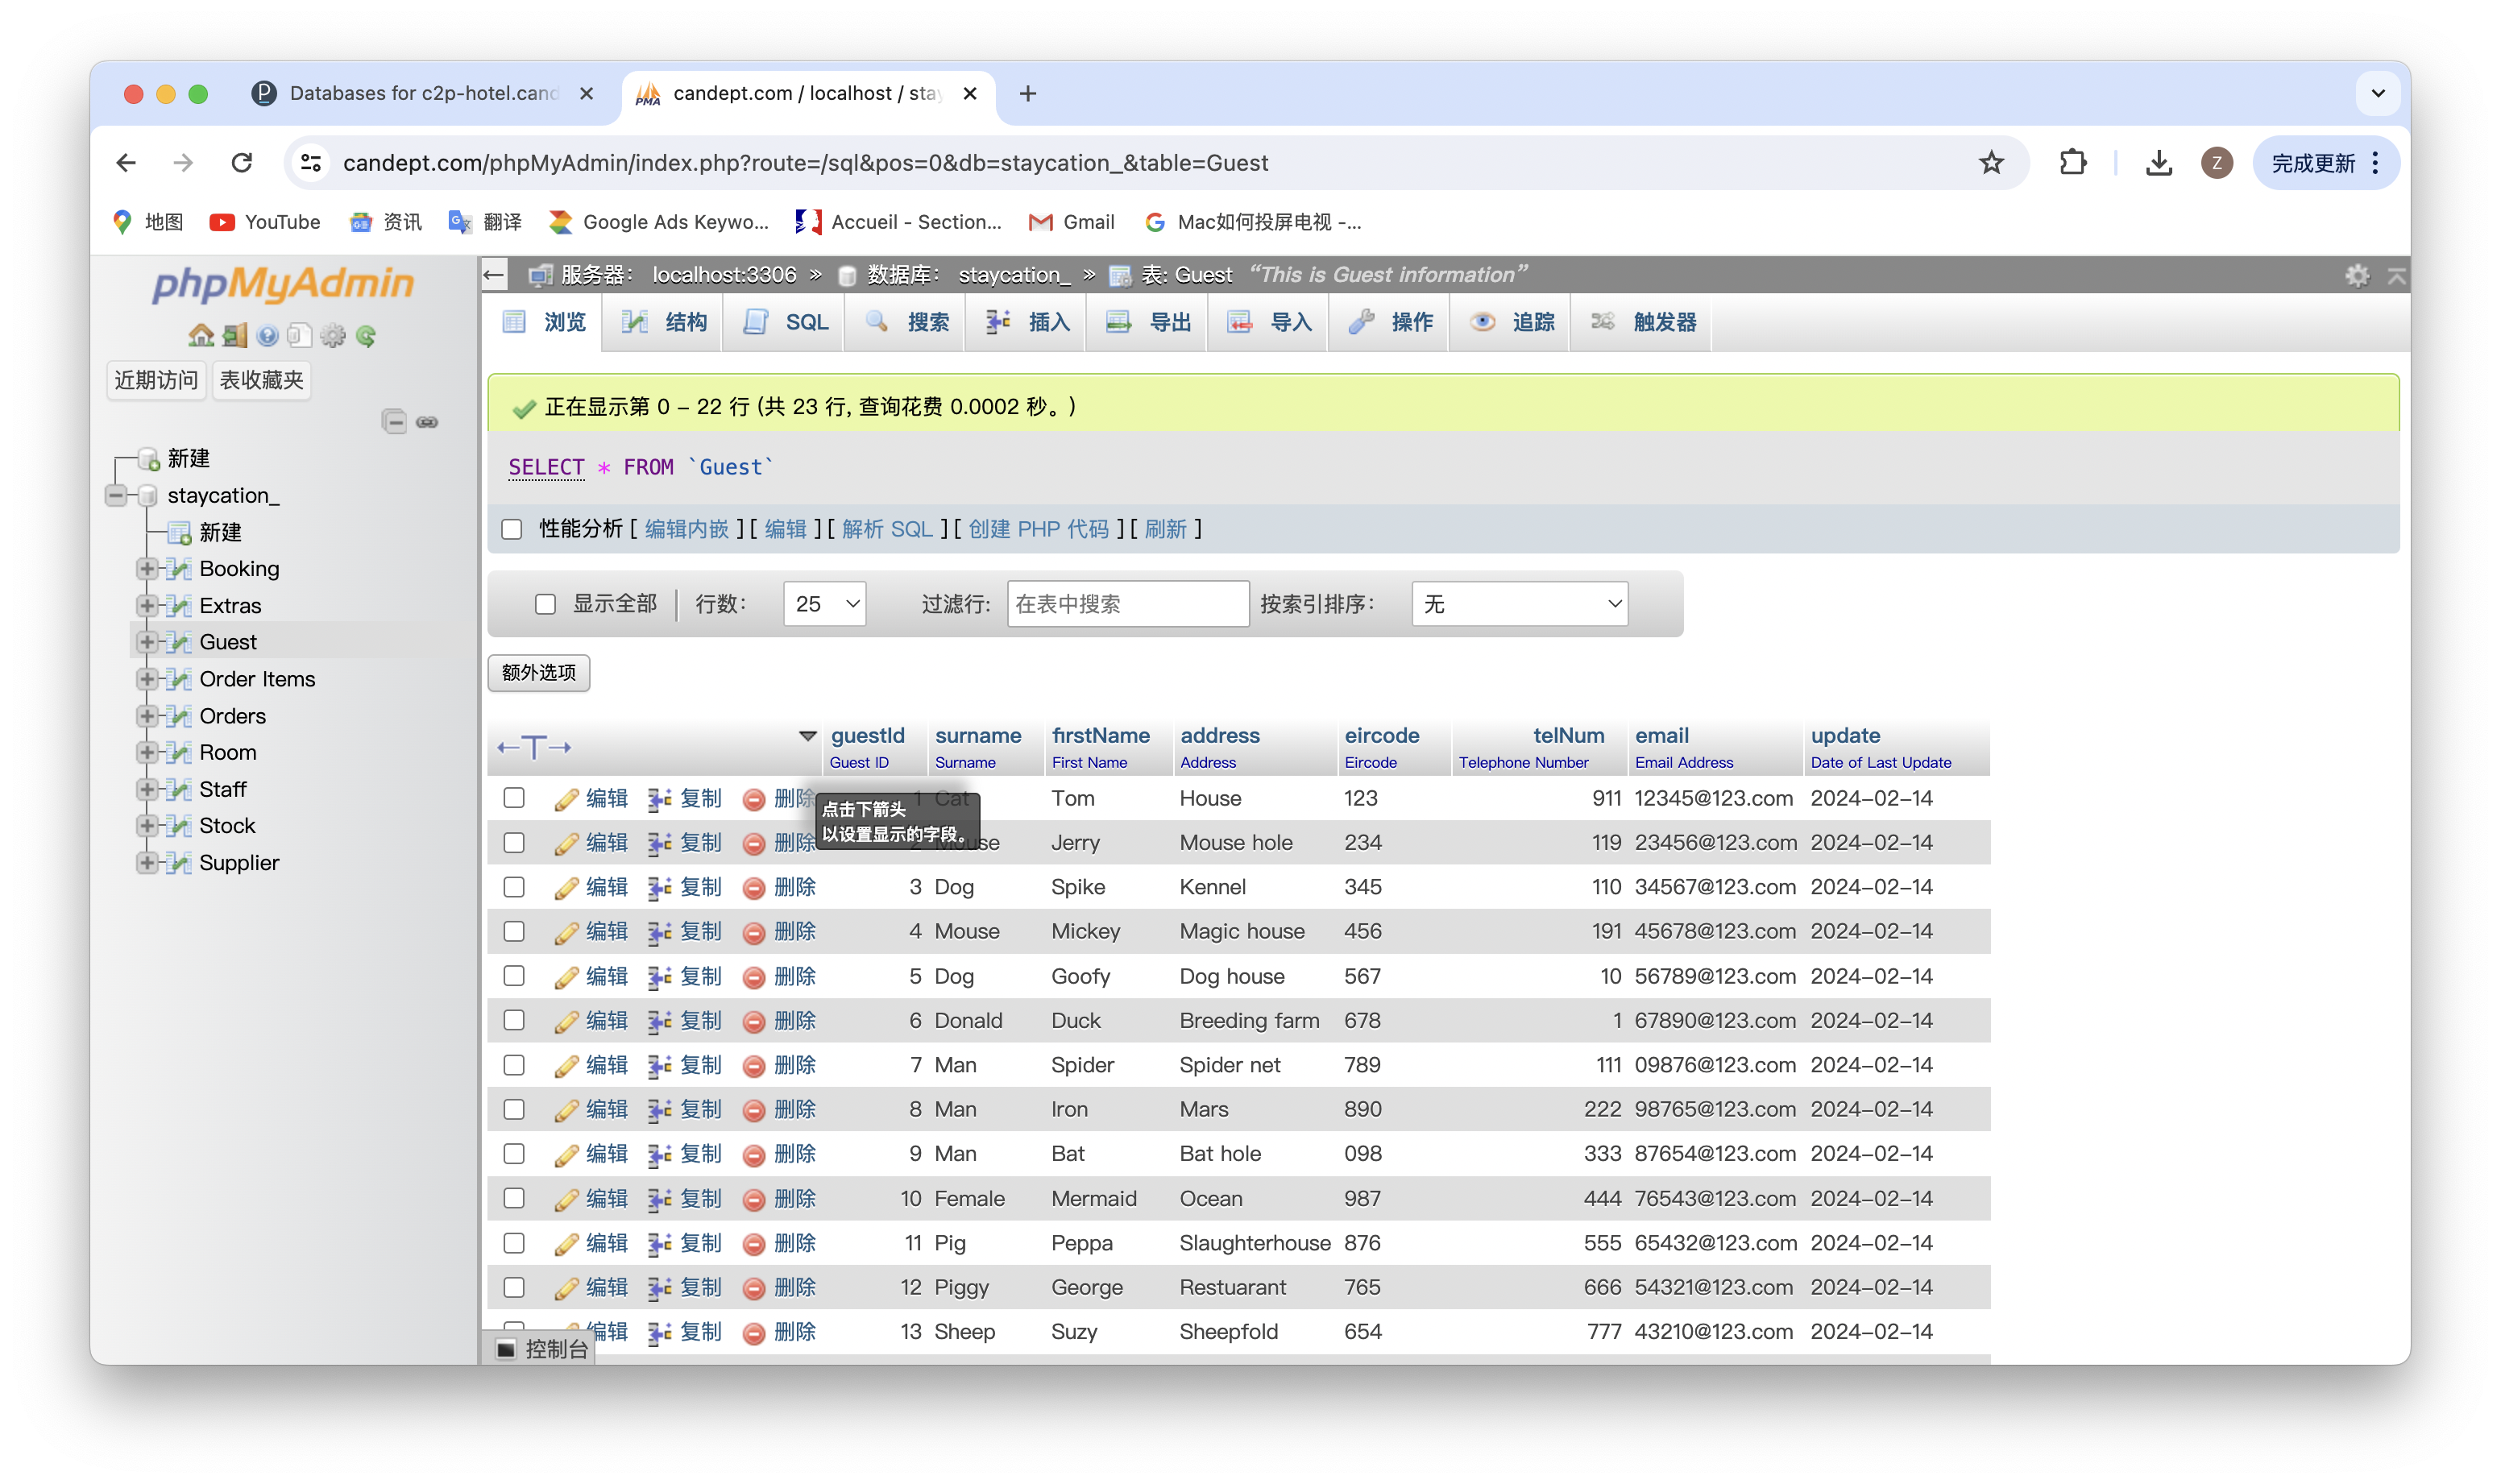 Databases for c2p-hotel.cand
candept.com / localhost / stay
candept.com/phpMyAdmin/index.php?route=/sql&pos=0&db=staycation_&table=Guest
Z
完成更新
地图
YouTube
资讯
翻译
Google Ads Keywo...
Accueil - Section...
Gmail
Mac如何投屏电视 -...
phpMyAdmin
近期访问
表收藏夹
新建
staycation_
新建
Booking
Extras
Guest
Order Items
Orders
Room
Staff
Stock
Supplier
服务器: localhost:3306 » 数据库: staycation_ » 表: Guest “This is Guest information”
浏览 结构 SQL 搜索 插入 导出 导入 操作 追踪 触发器
正在显示第 0 - 22 行 (共 23 行, 查询花费 0.0002 秒。)
SELECT * FROM `Guest`
性能分析 [ 编辑内嵌 ] [ 编辑 ] [ 解析 SQL ] [ 创建 PHP 代码 ] [ 刷新 ]
显示全部 行数: 25 过滤行: 在表中搜索 按索引排序: 无
额外选项
←T→ guestId surname firstName address eircode telNum email update
Guest ID Surname First Name Address Eircode Telephone Number Email Address Date of Last Update
编辑 复制 删除 1 Cat Tom House 123 911 12345@123.com 2024-02-14
点击下箭头
以设置显示的字段。
编辑 复制 删除 2 Mouse Jerry Mouse hole 234 119 23456@123.com 2024-02-14
编辑 复制 删除 3 Dog Spike Kennel 345 110 34567@123.com 2024-02-14
编辑 复制 删除 4 Mouse Mickey Magic house 456 191 45678@123.com 2024-02-14
编辑 复制 删除 5 Dog Goofy Dog house 567 10 56789@123.com 2024-02-14
编辑 复制 删除 6 Donald Duck Breeding farm 678 1 67890@123.com 2024-02-14
编辑 复制 删除 7 Man Spider Spider net 789 111 09876@123.com 2024-02-14
编辑 复制 删除 8 Man Iron Mars 890 222 98765@123.com 2024-02-14
编辑 复制 删除 9 Man Bat Bat hole 098 333 87654@123.com 2024-02-14
编辑 复制 删除 10 Female Mermaid Ocean 987 444 76543@123.com 2024-02-14
编辑 复制 删除 11 Pig Peppa Slaughterhouse 876 555 65432@123.com 2024-02-14
编辑 复制 删除 12 Piggy George Restuarant 765 666 54321@123.com 2024-02-14
编辑 复制 删除 13 Sheep Suzy Sheepfold 654 777 43210@123.com 2024-02-14
控制台